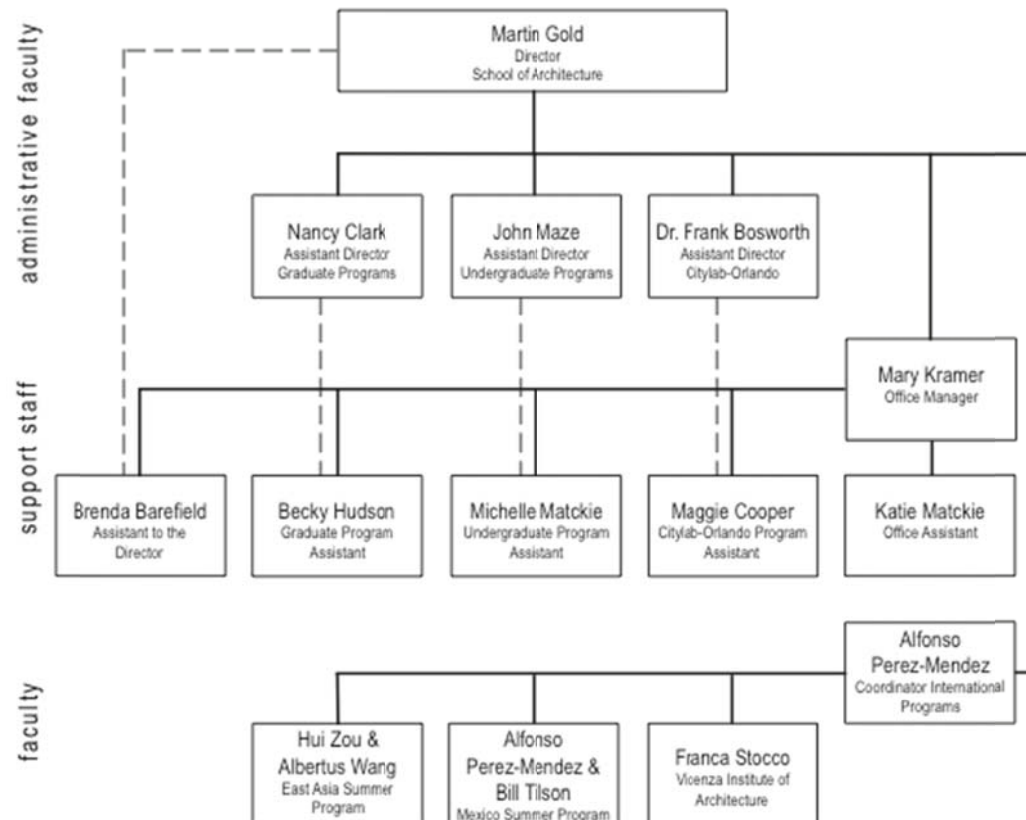 administrative faculty
Martin Gold
Director
School of Architecture
Nancy Clark
Assistant Director
Graduate Programs
John Maze
Assistant Director
Undergraduate Programs
Dr. Frank Bosworth
Assistant Director
Citylab-Orlando
support staff
Mary Kramer
Office Manager
Brenda Barefield
Assistant to the
Director
Becky Hudson
Graduate Program
Assistant
Michelle Matckie
Undergraduate Program
Assistant
Maggie Cooper
Citylab-Orlando Program
Assistant
Katie Matckie
Office Assistant
faculty
Alfonso
Perez-Mendez
Coordinator International
Programs
Hui Zou &
Albertus Wang
East Asia Summer
Program
Alfonso
Perez-Mendez &
Bill Tilson
Mexico Summer Program
Franca Stocco
Vicenza Institute of
Architecture